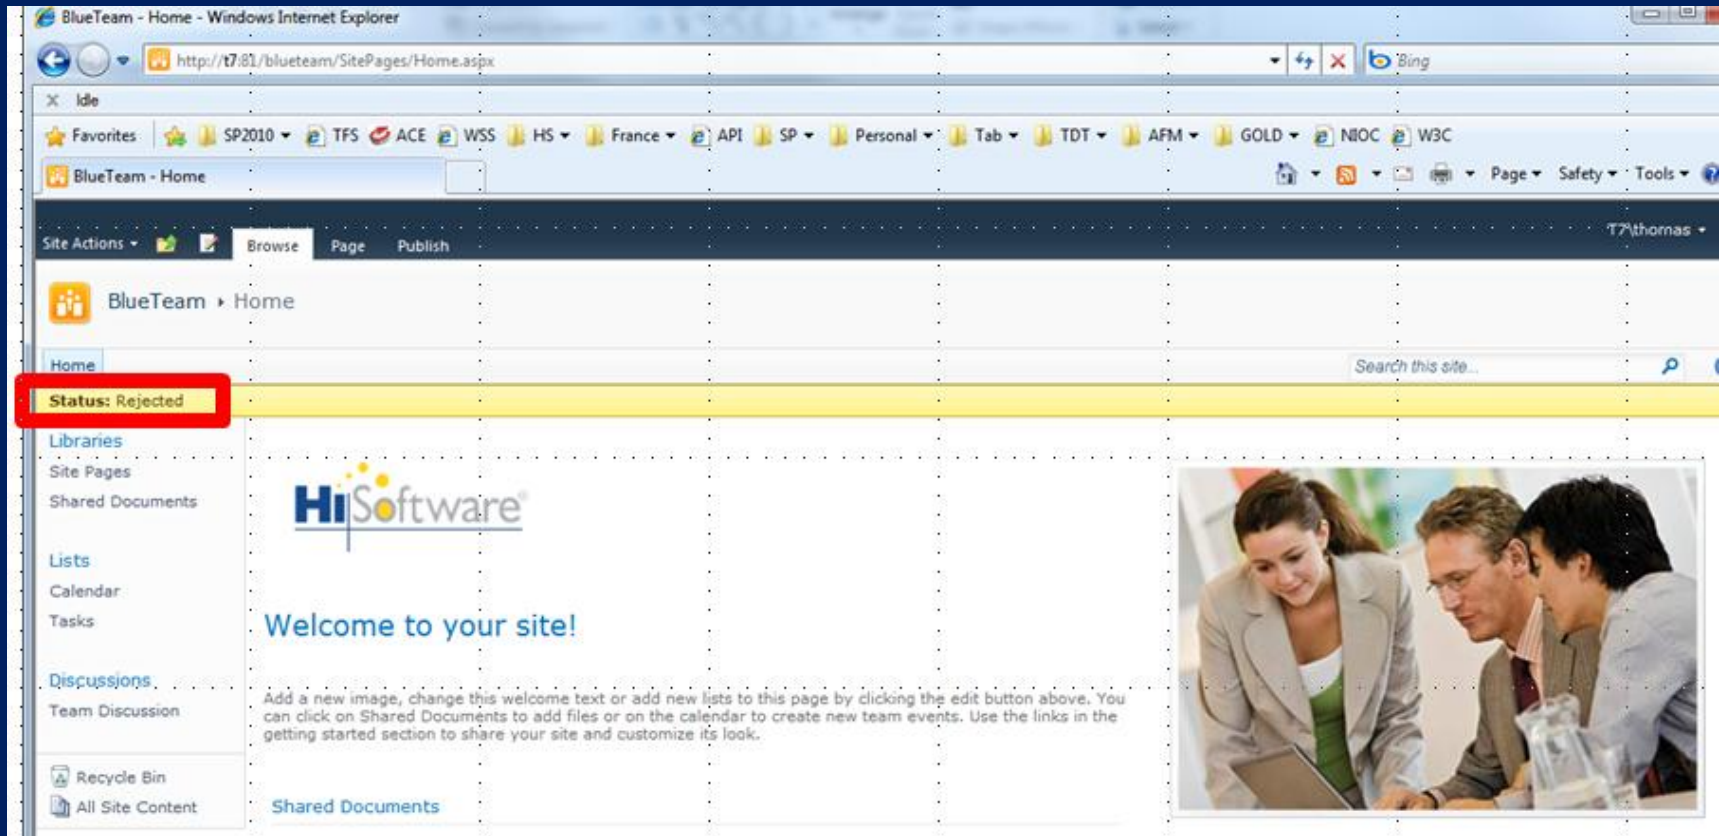 BlueTeam - Home - Windows Internet Explorer
http://t7:81/blueteam/SitePages/Home.aspx
Bing
X Idle
Favorites SP2010 TFS ACE WSS HS France API SP Personal Tab TDT AFM GOLD NIOC W3C
BlueTeam - Home
Page Safety Tools
Site Actions Browse Page Publish
T7\thomas
BlueTeam Home
Home
Search this site...
Status: Rejected
Libraries
Site Pages
Shared Documents
Lists
Calendar
Tasks
Discussions
Team Discussion
Recycle Bin
All Site Content
HiSoftware®
Welcome to your site!
Add a new image, change this welcome text or add new lists to this page by clicking the edit button above. You
can click on Shared Documents to add files or on the calendar to create new team events. Use the links in the
getting started section to share your site and customize its look.
Shared Documents